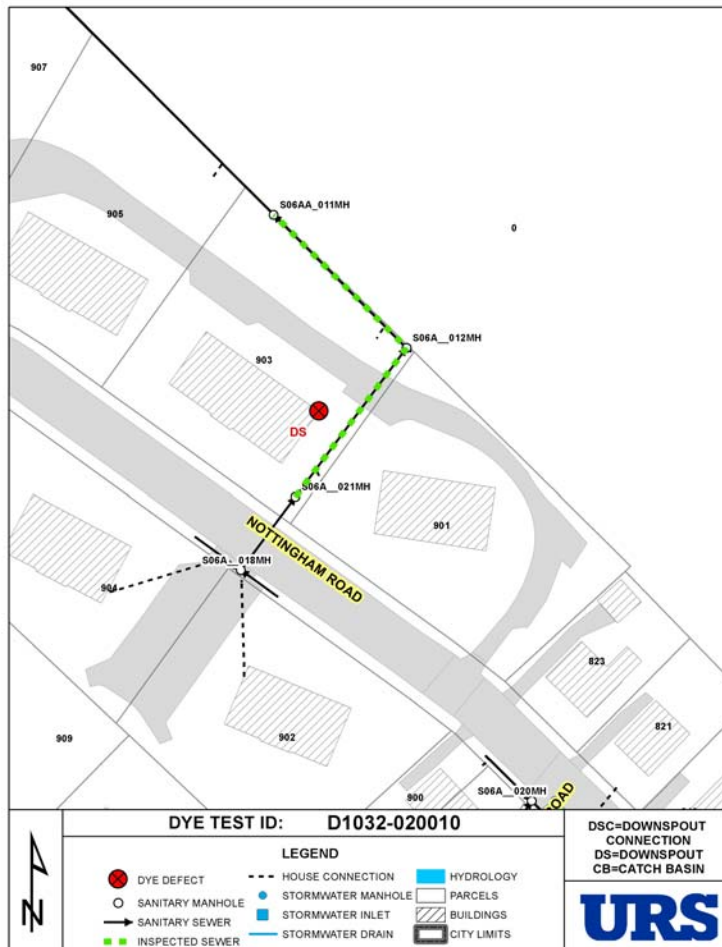 907
S06AA_011MH
905
0
S06A__012MH
903
DS
S06A__021MH
901
NOTTINGHAM ROAD
S06A__018MH
904
823
902
821
909
900
S06A__020MH
ROAD
DYE TEST ID: D1032-020010
LEGEND
DYE DEFECT
SANITARY MANHOLE
SANITARY SEWER
INSPECTED SEWER
HOUSE CONNECTION
STORMWATER MANHOLE
STORMWATER INLET
STORMWATER DRAIN
HYDROLOGY
PARCELS
BUILDINGS
CITY LIMITS
DSC=DOWNSPOUT
CONNECTION
DS=DOWNSPOUT
CB=CATCH BASIN
N
URS